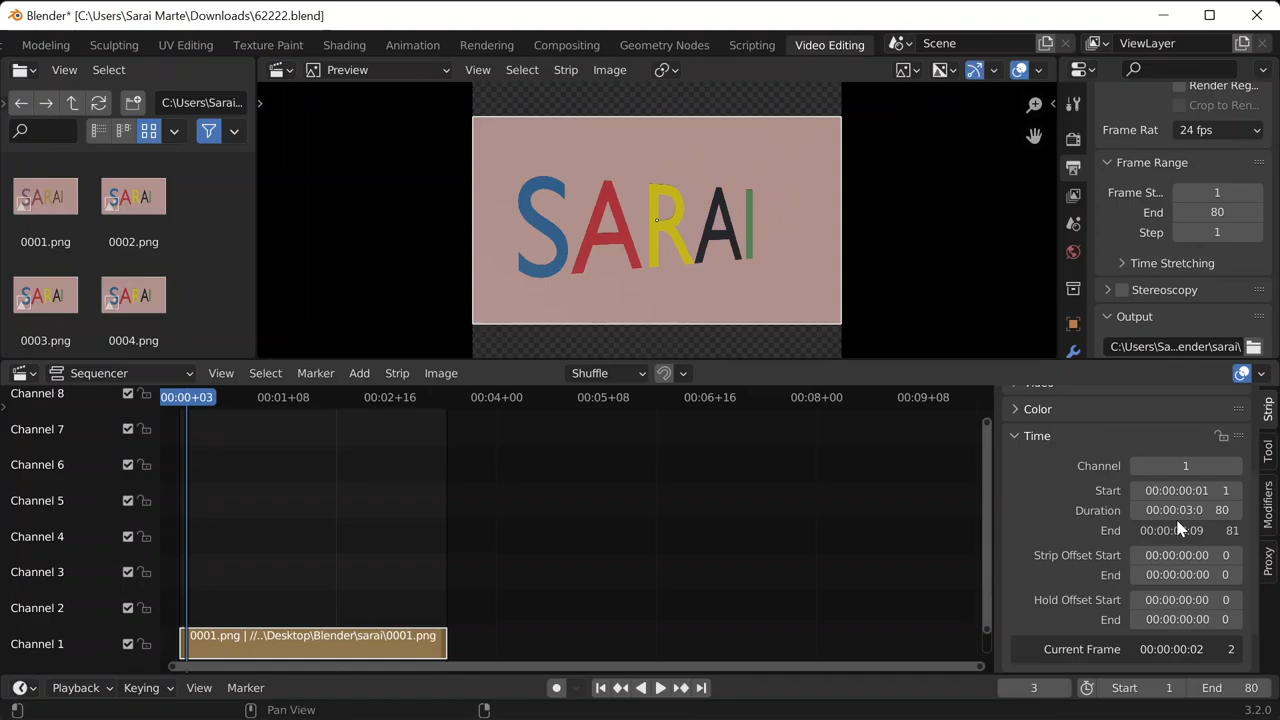 Blender* [C:\Users\Sarai Marte\Downloads\62222.blend]
Modeling Sculpting UV Editing Texture Paint Shading Animation Rendering Compositing Geometry Nodes Scripting Video Editing Scene ViewLayer
View Select Preview View Select Strip Image
C:\Users\Sarai...
Render Reg...
Crop to Ren...
Frame Rat 24 fps
Frame Range
Frame St... 1
End 80
Step 1
Time Stretching
Stereoscopy
Output
C:\Users\Sa...ender\sarai\
0001.png 0002.png
0003.png 0004.png
SARAI
Sequencer View Select Marker Add Strip Image Shuffle
00:00+03 00:01+08 00:02+16 00:04+00 00:05+08 00:06+16 00:08+00 00:09+08
Channel 8
Channel 7
Channel 6
Channel 5
Channel 4
Channel 3
Channel 2
Channel 1
0001.png | //..\Desktop\Blender\sarai\0001.png
Color
Time
Channel 1
Start 00:00:00:01 1
Duration 00:00:03:0 80
End 81
Strip Offset Start 00:00:00:00 0
End 00:00:00:00 0
Hold Offset Start 00:00:00:00 0
End 00:00:00:00 0
Current Frame 00:00:00:02 2
Strip
Tool
Modifiers
Proxy
Playback Keying View Marker 3 Start 1 End 80
Pan View 3.2.0